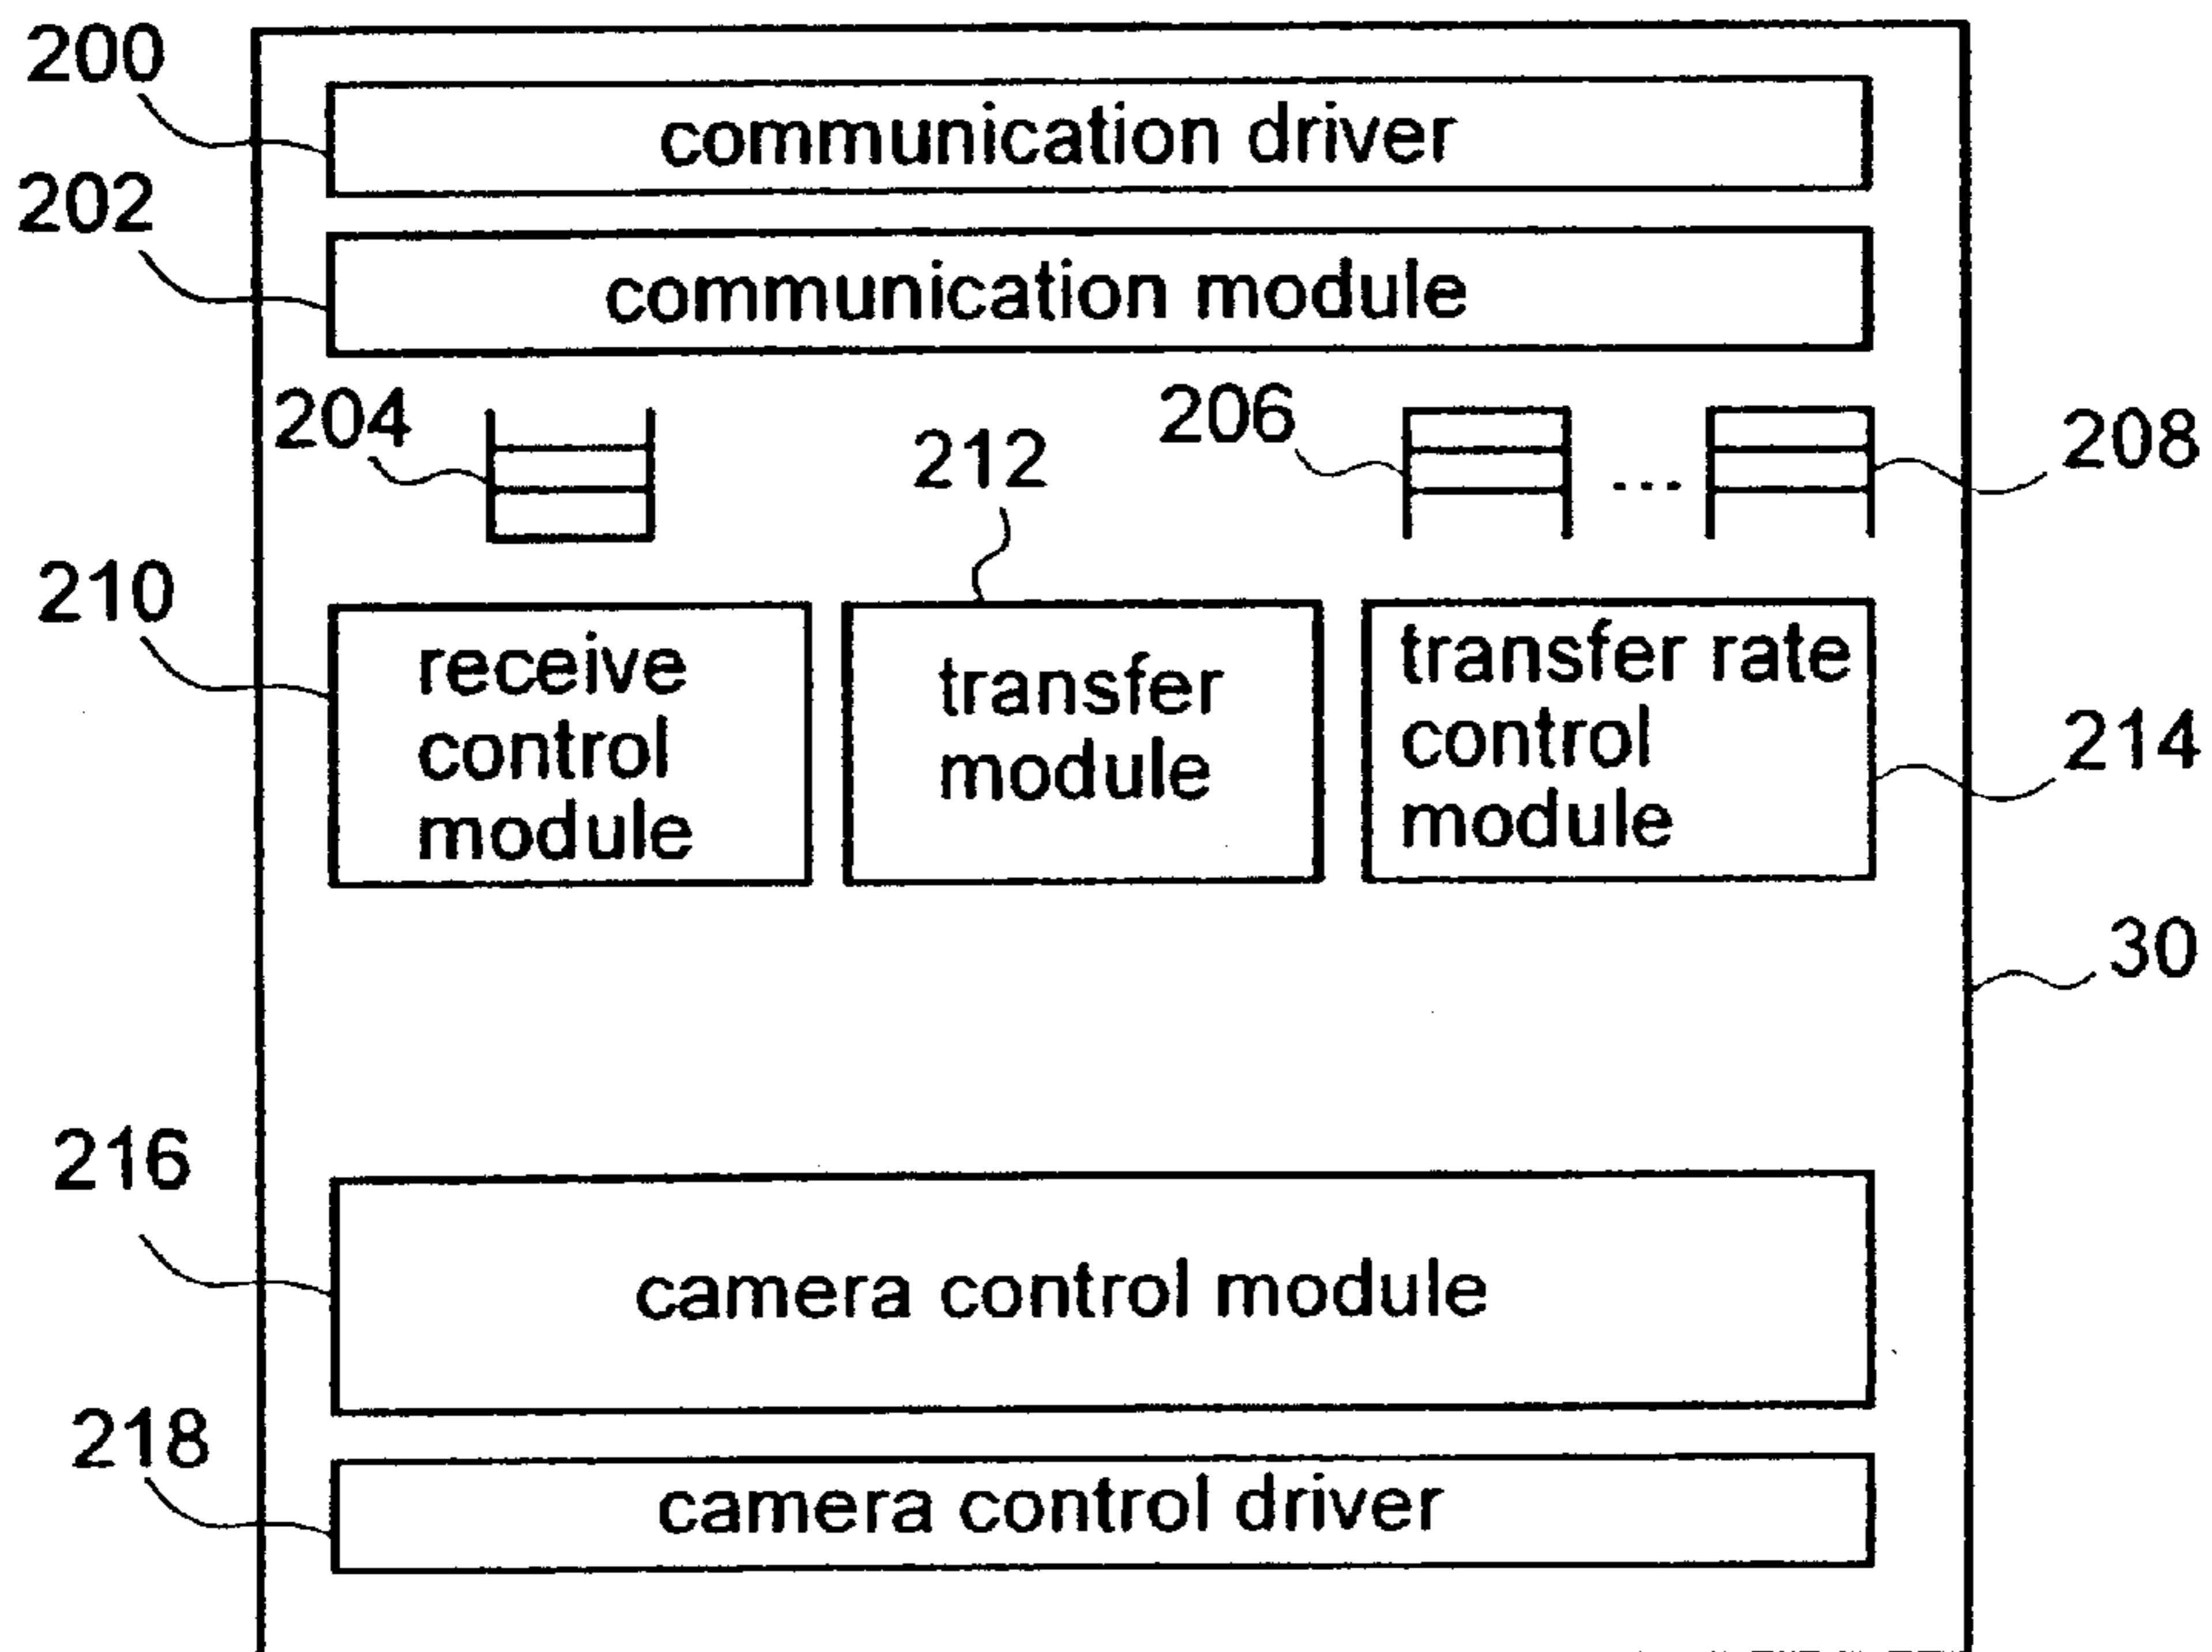 200
communication driver
202
communication module
204
206
208
212
210
receive
control
module
transfer
module
transfer rate
control
module
214
30
216
camera control module
218
camera control driver